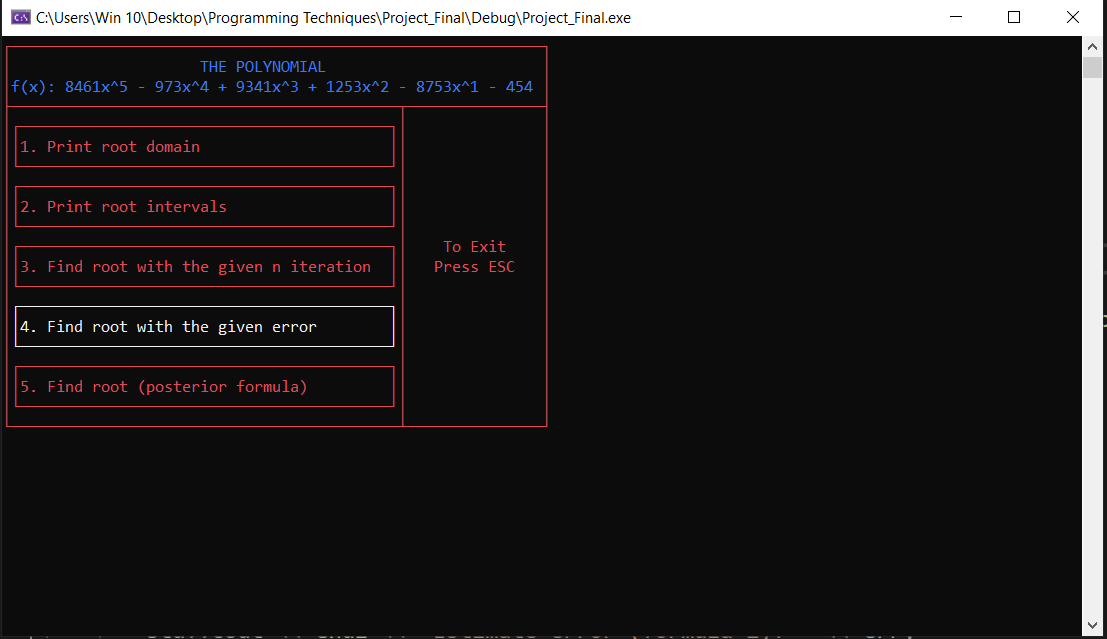 C:\Users\Win 10\Desktop\Programming Techniques\Project_Final\Debug\Project_Final.exe
THE POLYNOMIAL
f(x): 8461x^5 - 973x^4 + 9341x^3 + 1253x^2 - 8753x^1 - 454
1. Print root domain
2. Print root intervals
3. Find root with the given n iteration
4. Find root with the given error
5. Find root (posterior formula)
To Exit
Press ESC